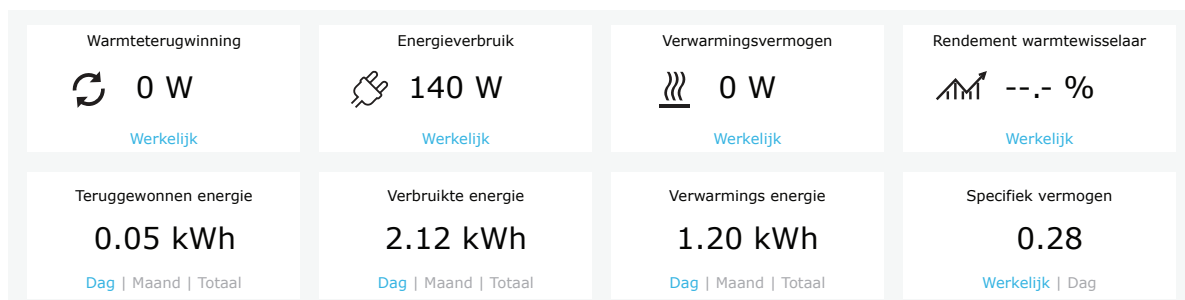 Warmteterugwinning
0 W
Werkelijk
Energieverbruik
140 W
Werkelijk
Verwarmingsvermogen
0 W
Werkelijk
Rendement warmtewisselaar
--.- %
Werkelijk
Teruggewonnen energie
0.05 kWh
Dag | Maand | Totaal
Verbruikte energie
2.12 kWh
Dag | Maand | Totaal
Verwarmings energie
1.20 kWh
Dag | Maand | Totaal
Specifiek vermogen
0.28
Werkelijk | Dag